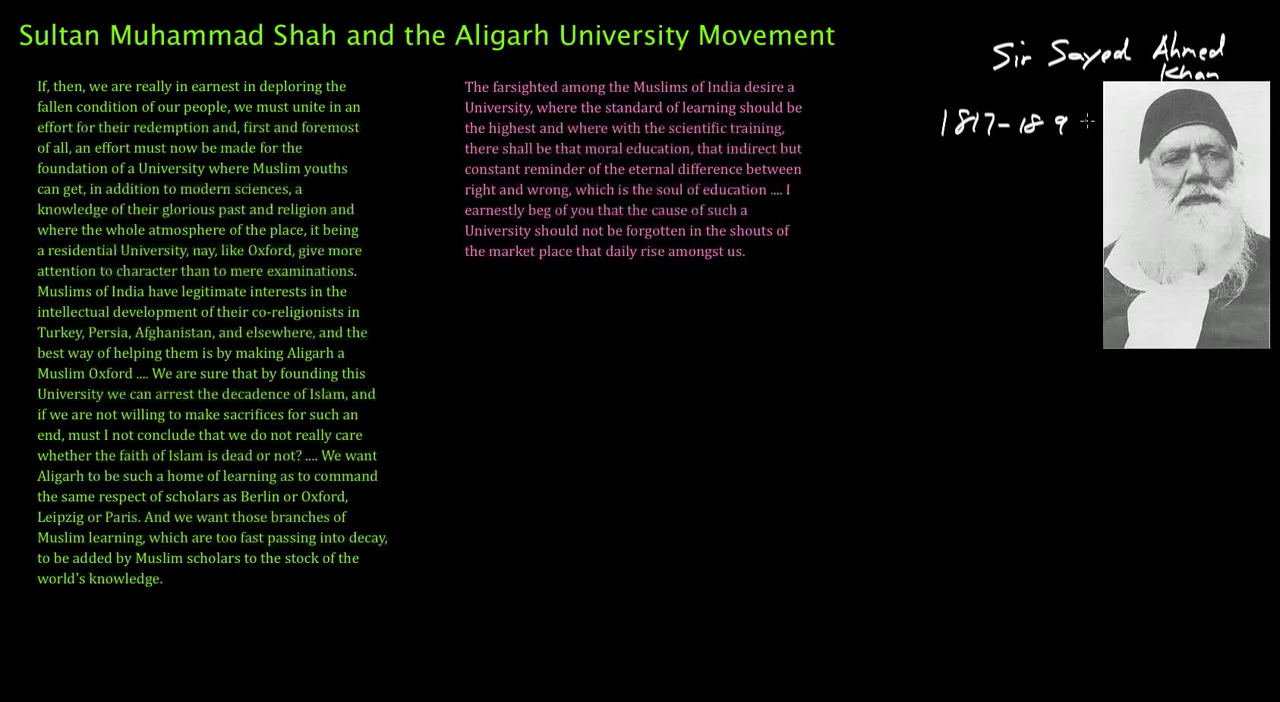 Sultan Muhammad Shah and the Aligarh University Movement
If, then, we are really in earnest in deploring the
fallen condition of our people, we must unite in an
effort for their redemption and, first and foremost
of all, an effort must now be made for the
foundation of a University where Muslim youths
can get, in addition to modern sciences, a
knowledge of their glorious past and religion and
where the whole atmosphere of the place, it being
a residential University, nay, like Oxford, give more
attention to character than to mere examinations.
Muslims of India have legitimate interests in the
intellectual development of their co-religionists in
Turkey, Persia, Afghanistan, and elsewhere, and the
best way of helping them is by making Aligarh a
Muslim Oxford .... We are sure that by founding this
University we can arrest the decadence of Islam, and
if we are not willing to make sacrifices for such an
end, must I not conclude that we do not really care
whether the faith of Islam is dead or not? .... We want
Aligarh to be such a home of learning as to command
the same respect of scholars as Berlin or Oxford,
Leipzig or Paris. And we want those branches of
Muslim learning, which are too fast passing into decay,
to be added by Muslim scholars to the stock of the
world's knowledge.
The farsighted among the Muslims of India desire a
University, where the standard of learning should be
the highest and where with the scientific training,
there shall be that moral education, that indirect but
constant reminder of the eternal difference between
right and wrong, which is the soul of education .... I
earnestly beg of you that the cause of such a
University should not be forgotten in the shouts of
the market place that daily rise amongst us.
Sir Sayed Ahmed
Khan
1817-189